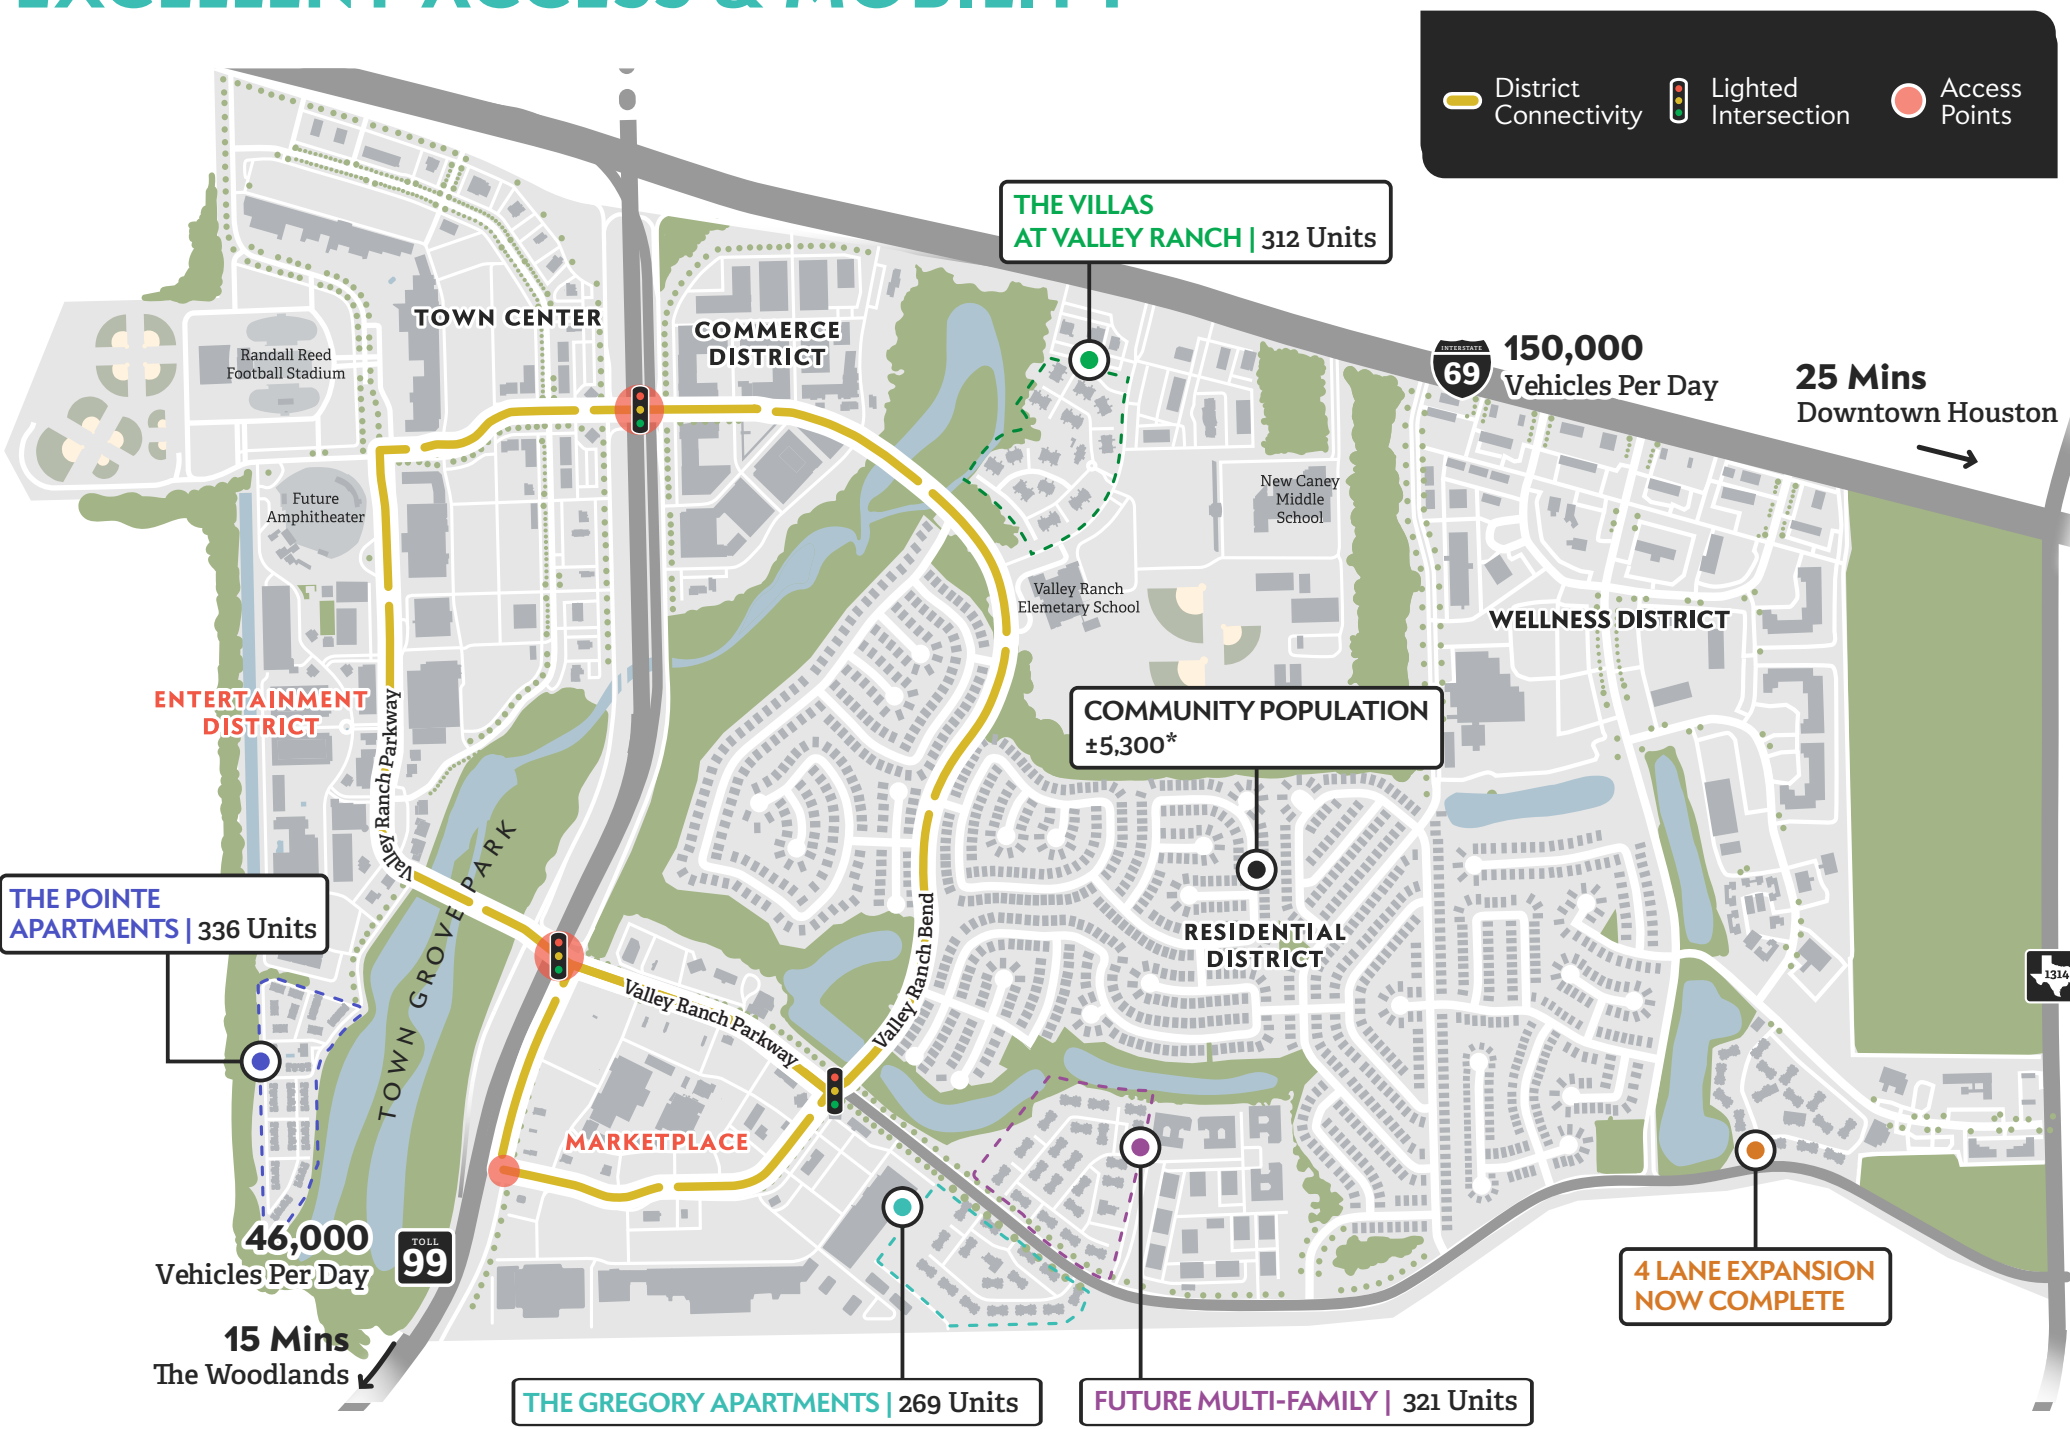 EXCELLENT ACCESS & MOBILITY
District
Connectivity
Lighted
Intersection
Access
Points
THE VILLAS
AT VALLEY RANCH | 312 Units
TOWN CENTER
COMMERCE
DISTRICT
Randall Reed
Football Stadium
INTERSTATE
69
150,000
Vehicles Per Day
25 Mins
Downtown Houston
Future
Amphitheater
New Caney
Middle
School
Valley Ranch
Elemetary School
WELLNESS DISTRICT
ENTERTAINMENT
DISTRICT
Valley Ranch Parkway
COMMUNITY POPULATION
±5,300*
THE POINTE
APARTMENTS | 336 Units
TOWN GROVE PARK
Valley Ranch Bend
RESIDENTIAL
DISTRICT
1314
Valley Ranch Parkway
MARKETPLACE
46,000
Vehicles Per Day
TOLL
99
15 Mins
The Woodlands
4 LANE EXPANSION
NOW COMPLETE
THE GREGORY APARTMENTS | 269 Units
FUTURE MULTI-FAMILY | 321 Units